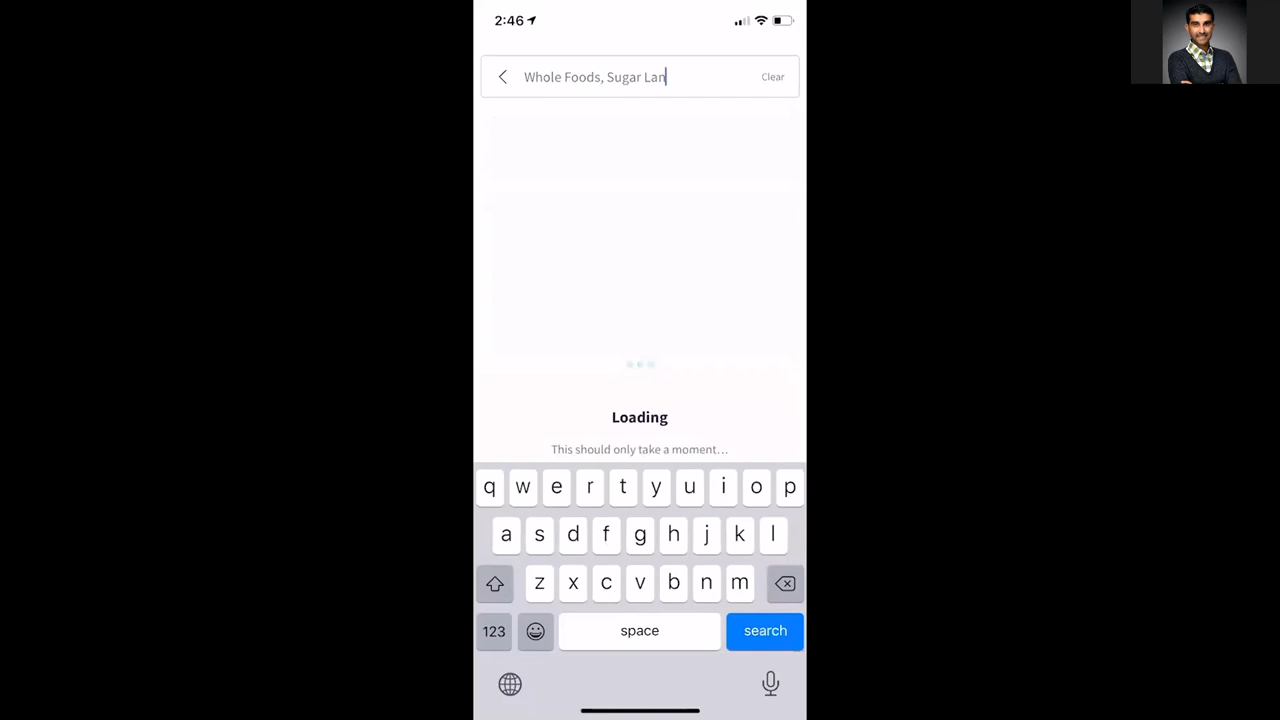 2:46
Whole Foods, Sugar Lan
Clear
Loading
This should only take a moment...
q w e r t y u i o p
a s d f g h j k l
z x c v b n m
123
space
search